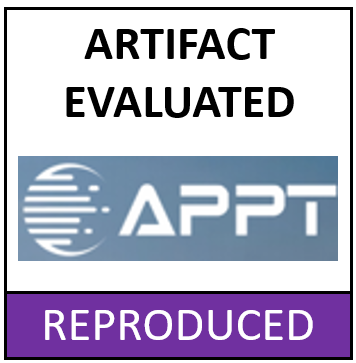 ARTIFACT
EVALUATED
APPT
REPRODUCED